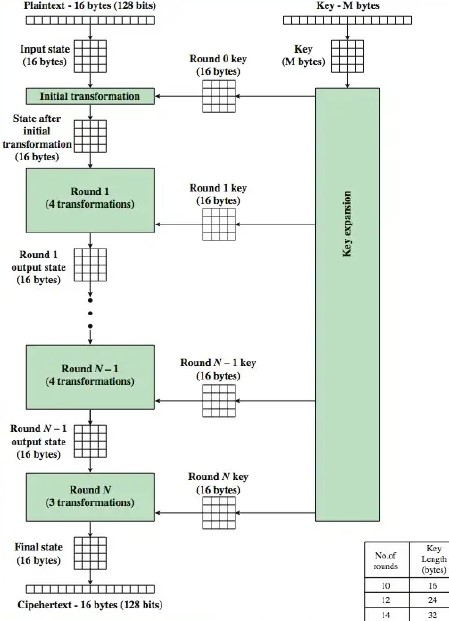 Plaintext - 16 bytes (128 bits)
Key - M bytes
Input state
(16 bytes)
Key
(M bytes)
Round 0 key
(16 bytes)
Initial transformation
State after
initial
transformation
(16 bytes)
Round 1
(4 transformations)
Round 1 key
(16 bytes)
Key expansion
Round 1
output state
(16 bytes)
Round N – 1
(4 transformations)
Round N – 1 key
(16 bytes)
Round N – 1
output state
(16 bytes)
Round N
(3 transformations)
Round N key
(16 bytes)
Final state
(16 bytes)
Cipehertext - 16 bytes (128 bits)
No.of
rounds
Key
Length
(bytes)
10 16
12 24
14 32